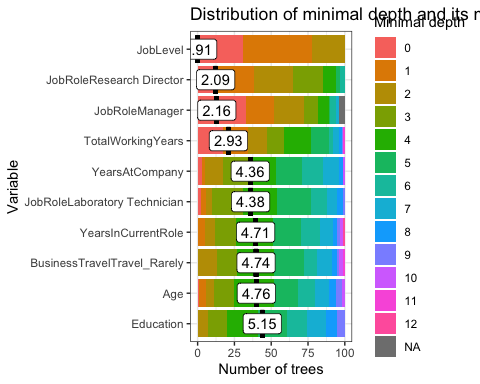 Distribution of minimal depth and its
Minimal depth
JobLevel
.91
JobRoleResearch Director
2.09
JobRoleManager
2.16
TotalWorkingYears
2.93
YearsAtCompany
4.36
JobRoleLaboratory Technician
4.38
YearsInCurrentRole
4.71
BusinessTravelTravel_Rarely
4.74
Age
4.76
Education
5.15
Variable
0
25
50
75
100
Number of trees
0
1
2
3
4
5
6
7
8
9
10
11
12
NA